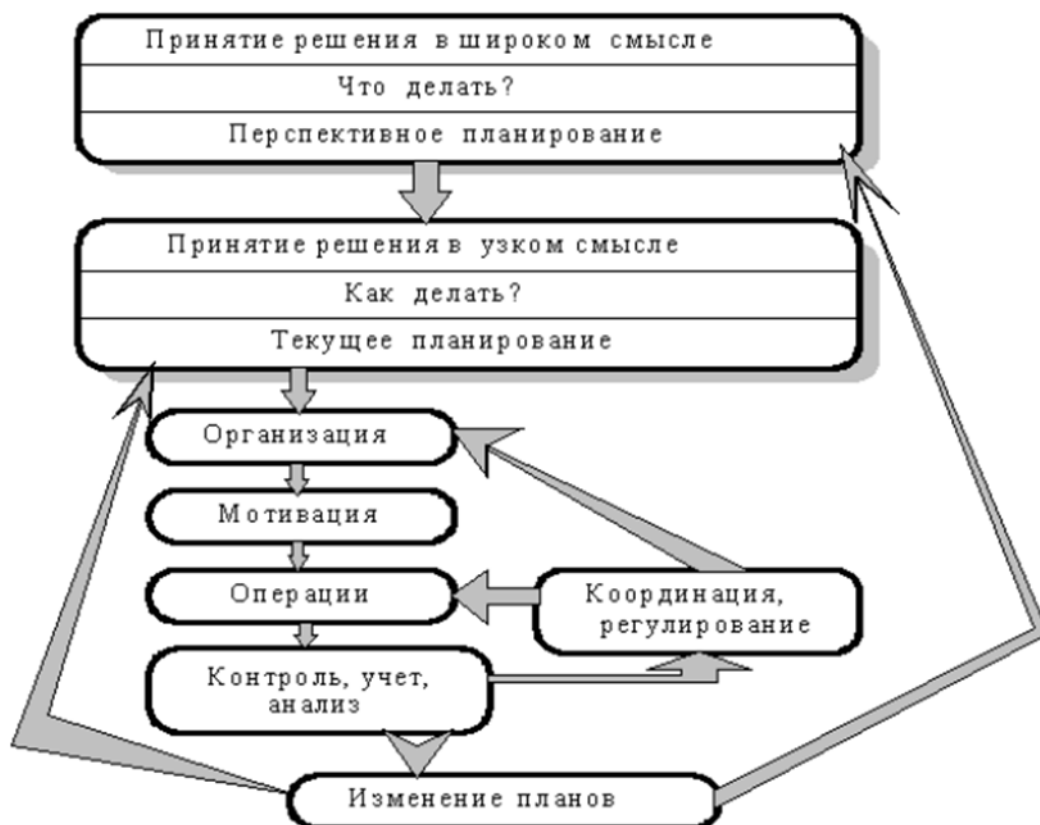 Принятие решения в широком смысле
Что делать?
Перспективное планирование
Принятие решения в узком смысле
Как делать?
Текущее планирование
Организация
Мотивация
Операции
Координация,
регулирование
Контроль, учет,
анализ
Изменение планов